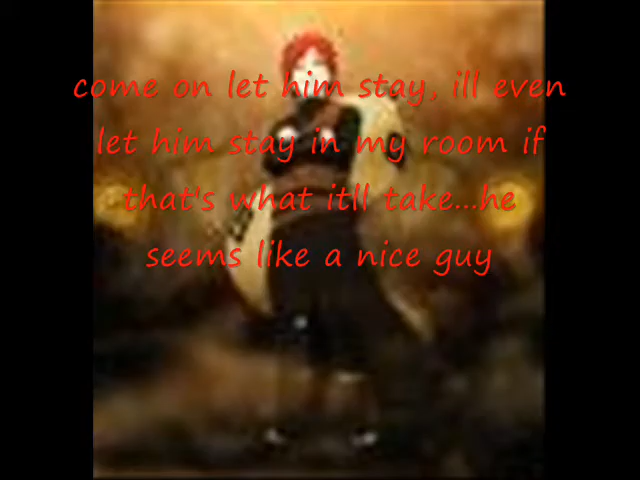 come on let him stay, ill even
let him stay in my room if
that's what itll take...he
seems like a nice guy